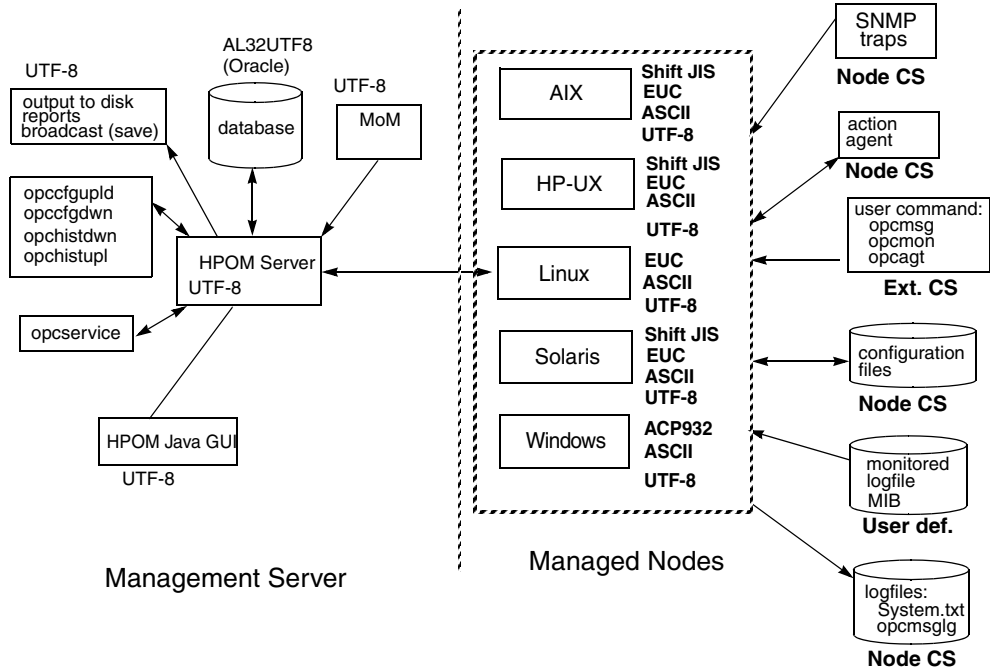 UTF-8
output to disk
reports
broadcast (save)
AL32UTF8
(Oracle)
database
UTF-8
MoM
opccfgupld
opccfgdwn
opchistdwn
opchistupl
HPOM Server
UTF-8
opcservice
HPOM Java GUI
UTF-8
Management Server
AIX
Shift JIS
EUC
ASCII
UTF-8
HP-UX
Shift JIS
EUC
ASCII
UTF-8
Linux
EUC
ASCII
UTF-8
Solaris
Shift JIS
EUC
ASCII
UTF-8
Windows
ACP932
ASCII
UTF-8
Managed Nodes
SNMP
traps
Node CS
action
agent
Node CS
user command:
opcmsg
opcmon
opcagt
Ext. CS
configuration
files
Node CS
monitored
logfile
MIB
User def.
logfiles:
System.txt
opcmsglg
Node CS